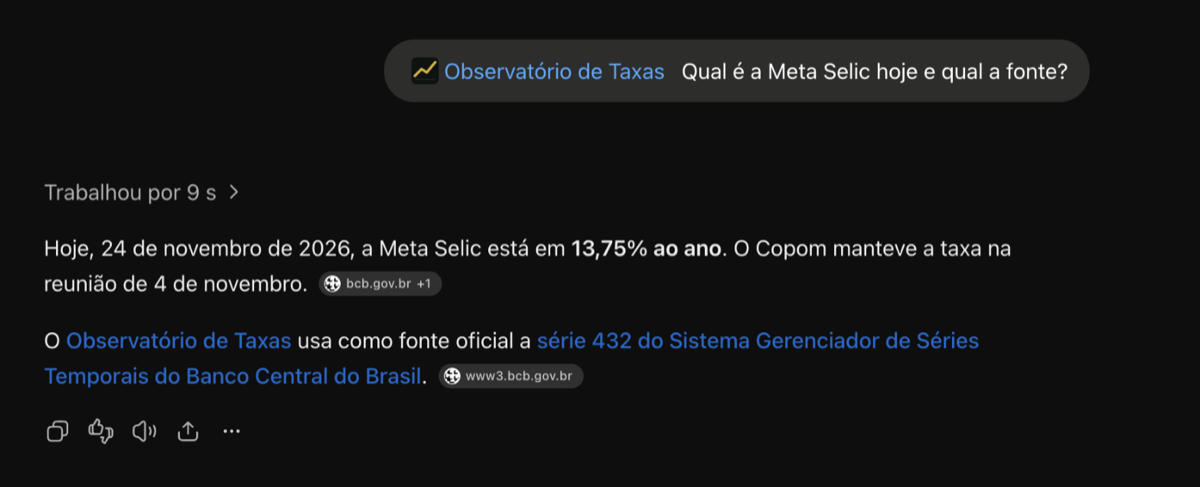 Observatório de Taxas Qual é a Meta Selic hoje e qual a fonte?
Trabalhou por 9 s
Hoje, 24 de novembro de 2026, a Meta Selic está em 13,75% ao ano. O Copom manteve a taxa na
reunião de 4 de novembro. bcb.gov.br +1
O Observatório de Taxas usa como fonte oficial a série 432 do Sistema Gerenciador de Séries
Temporais do Banco Central do Brasil. www3.bcb.gov.br